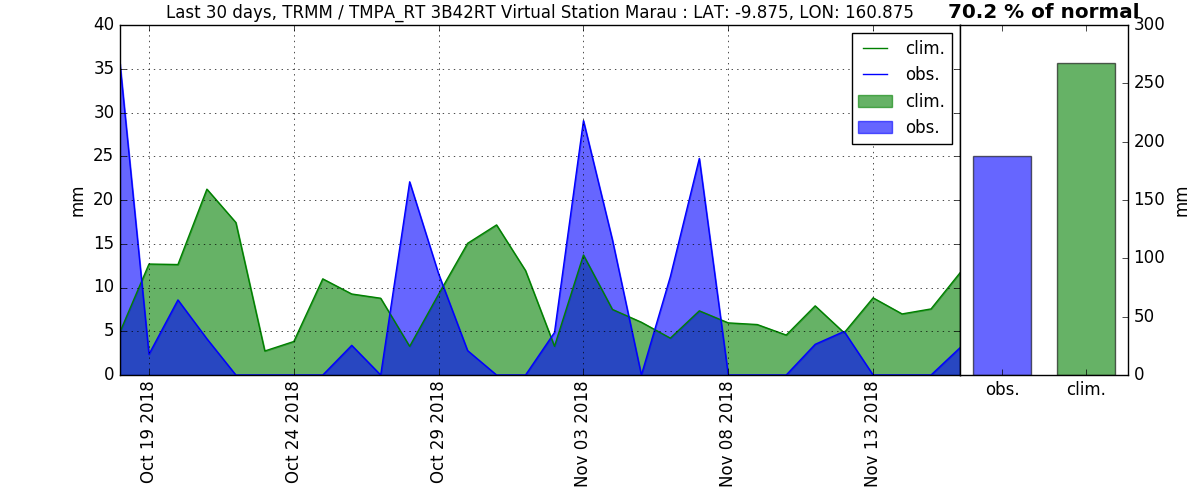 Last 30 days, TRMM / TMPA_RT 3B42RT Virtual Station Marau : LAT: -9.875, LON: 160.875
70.2 % of normal
40
35
30
25
20
15
10
5
0
mm
clim.
obs.
clim.
obs.
300
250
200
150
100
50
0
mm
obs.
clim.
Oct 19 2018
Oct 24 2018
Oct 29 2018
Nov 03 2018
Nov 08 2018
Nov 13 2018